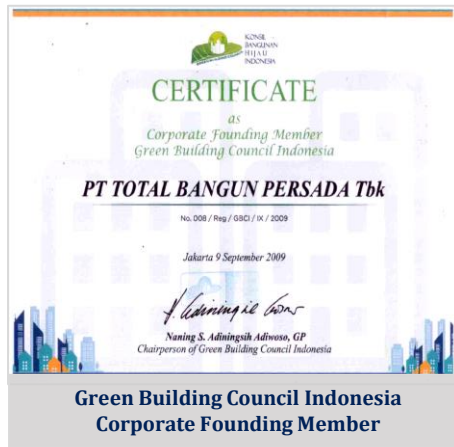 KONSIL
BANGUNAN
HIJAU
INDONESIA
CERTIFICATE
as
Corporate Founding Member
Green Building Council Indonesia
PT TOTAL BANGUN PERSADA Tbk
No. 008 / Reg / GBCI / IX / 2009
Jakarta 9 September 2009
Naning S. Adiningsih Adiwoso, GP
Chairperson of Green Building Council Indonesia
Green Building Council Indonesia
Corporate Founding Member